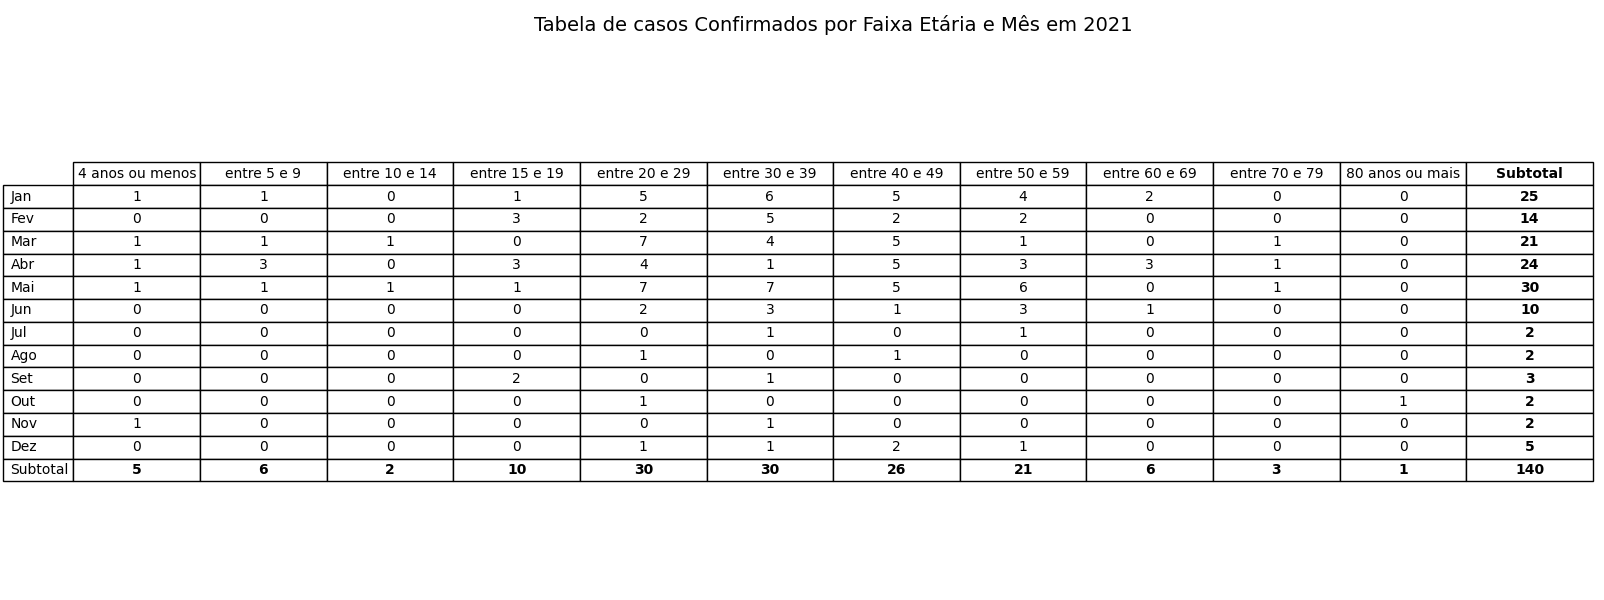 Tabela de casos Confirmados por Faixa Etária e Mês em 2021
4 anos ou menos entre 5 e 9 entre 10 e 14 entre 15 e 19 entre 20 e 29 entre 30 e 39 entre 40 e 49 entre 50 e 59 entre 60 e 69 entre 70 e 79 80 anos ou mais Subtotal
Jan 1 1 0 1 5 6 5 4 2 0 0 25
Fev 0 0 0 3 2 5 2 2 0 0 0 14
Mar 1 1 1 0 7 4 5 1 0 1 0 21
Abr 1 3 0 3 4 1 5 3 3 1 0 24
Mai 1 1 1 1 7 7 5 6 0 1 0 30
Jun 0 0 0 0 2 3 1 3 1 0 0 10
Jul 0 0 0 0 0 1 0 1 0 0 0 2
Ago 0 0 0 0 1 0 1 0 0 0 0 2
Set 0 0 0 2 0 1 0 0 0 0 0 3
Out 0 0 0 0 1 0 0 0 0 0 1 2
Nov 1 0 0 0 0 1 0 0 0 0 0 2
Dez 0 0 0 0 1 1 2 1 0 0 0 5
Subtotal 5 6 2 10 30 30 26 21 6 3 1 140